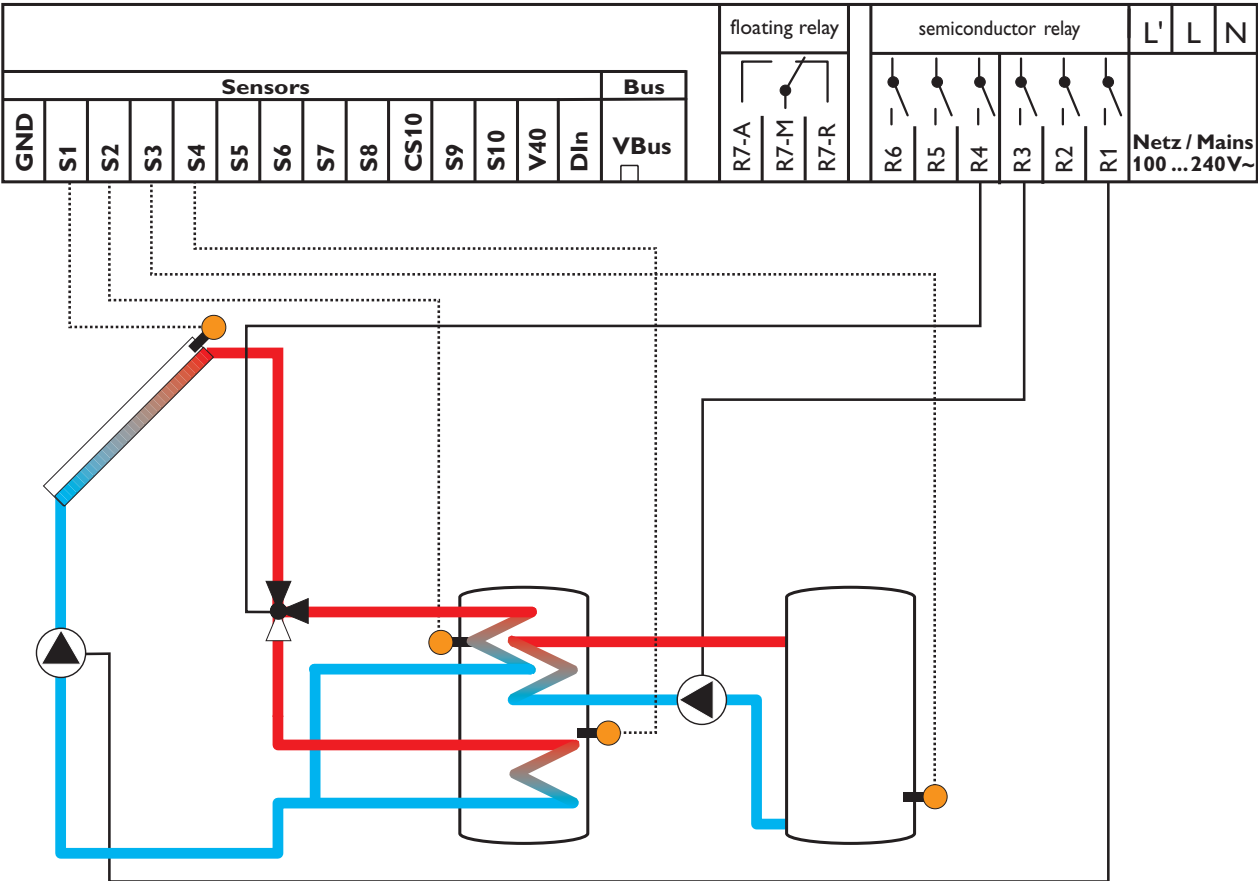 floating relay
semiconductor relay
L'
L
N
Sensors
Bus
GND
S1
S2
S3
S4
S5
S6
S7
S8
CS10
S9
S10
V40
DIn
VBus
R7-A
R7-M
R7-R
R6
R5
R4
R3
R2
R1
Netz / Mains
100 ... 240V~